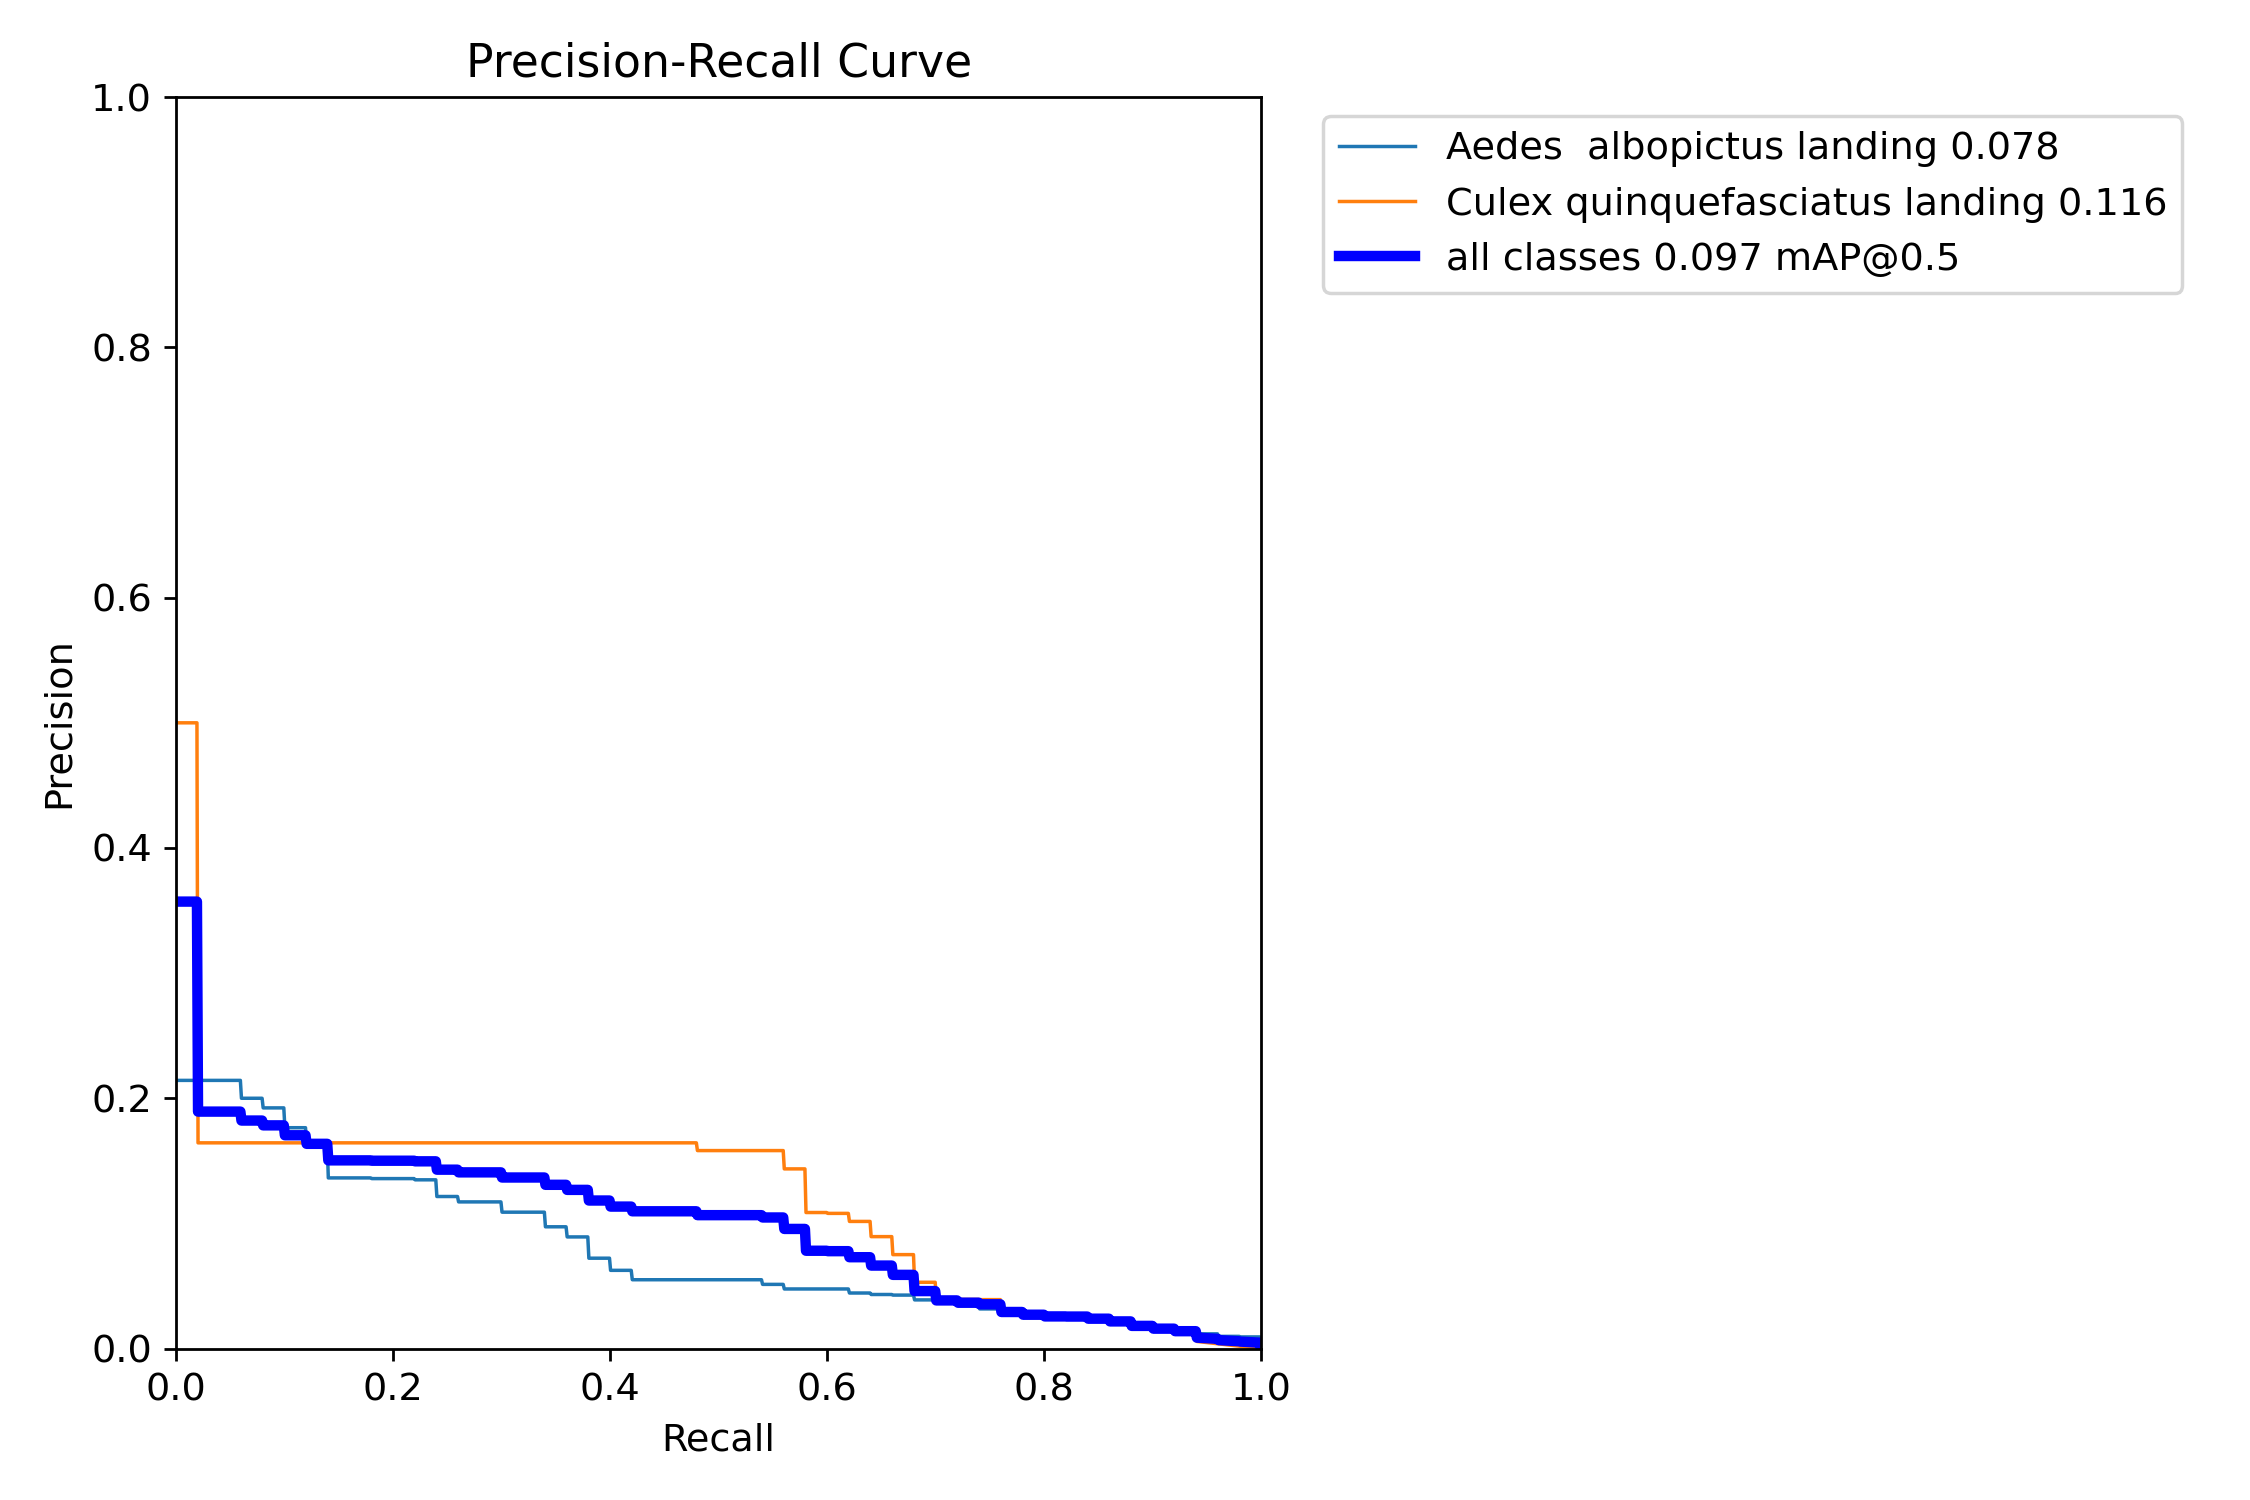 Precision-Recall Curve
1.0
0.8
0.6
0.4
0.2
0.0
Precision
0.0 0.2 0.4 0.6 0.8 1.0
Recall
Aedes  albopictus landing 0.078
Culex quinquefasciatus landing 0.116
all classes 0.097 mAP@0.5